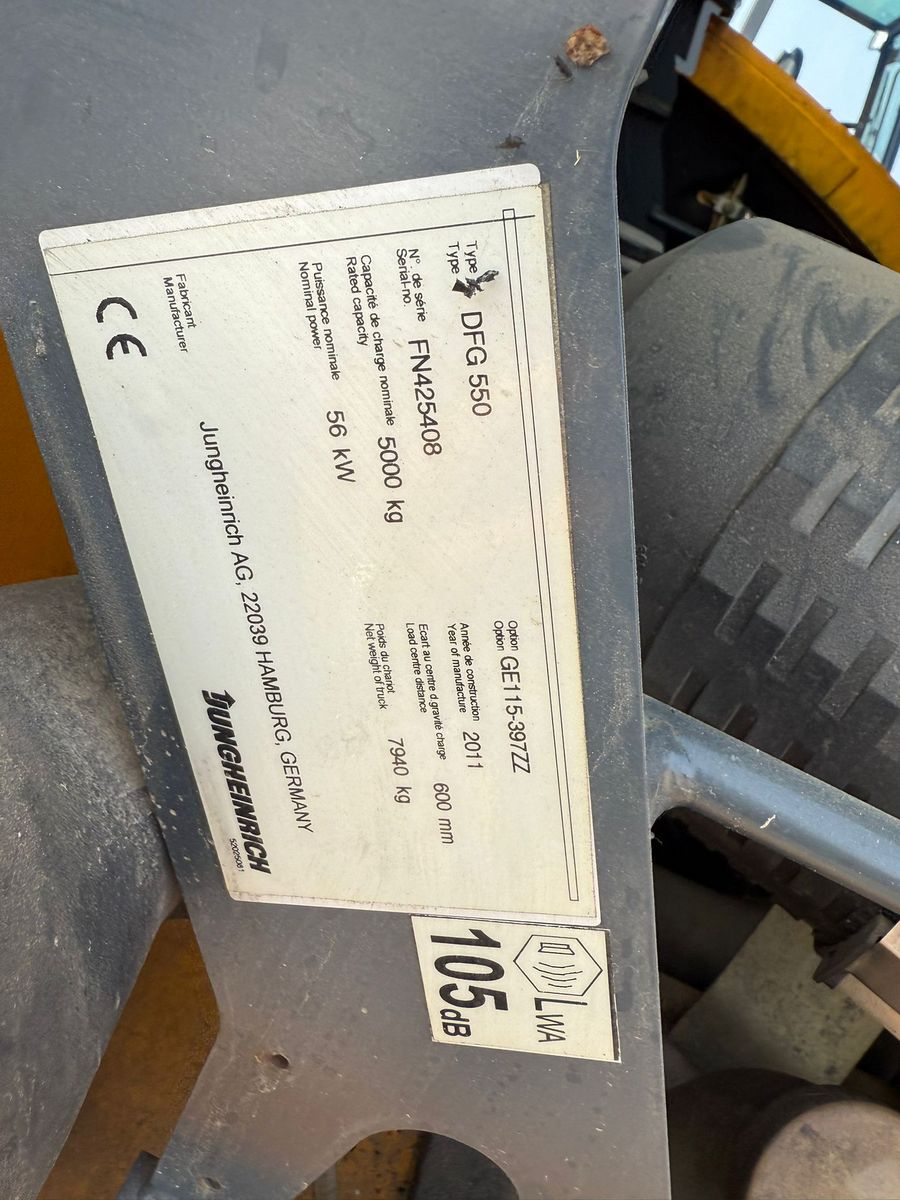 Type
Type DFG 550
Option
Option GE115-397ZZ
N°. de série
Serial-no. FN425408
Année de construction
Year of manufacture 2011
Capacité de charge nominale
Rated capacity 5000 kg
Ecart au centre d.gravité charge
Load centre distance 600 mm
Puissance nominale
Nominal power 56 kW
Poids du chariot
Net weight of truck 7940 kg
Fabricant
Manufacturer
Jungheinrich AG, 22039 HAMBURG, GERMANY
CE
JUNGHEINRICH
52025081
LWA
105dB